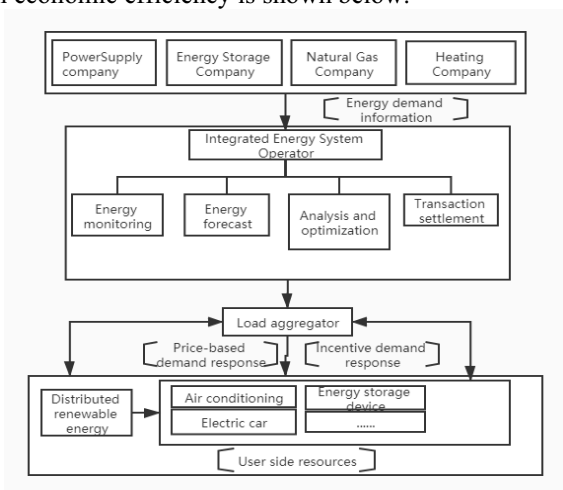 economic efficiency is shown below.
PowerSupply
company
Energy Storage
Company
Natural Gas
Company
Heating
Company
Energy demand
information
Integrated Energy System
Operator
Energy
monitoring
Energy
forecast
Analysis and
optimization
Transaction
settlement
Load aggregator
Price-based
demand response
Incentive demand
response
Distributed
renewable
energy
Air conditioning
Energy storage
device
Electric car
......
User side resources